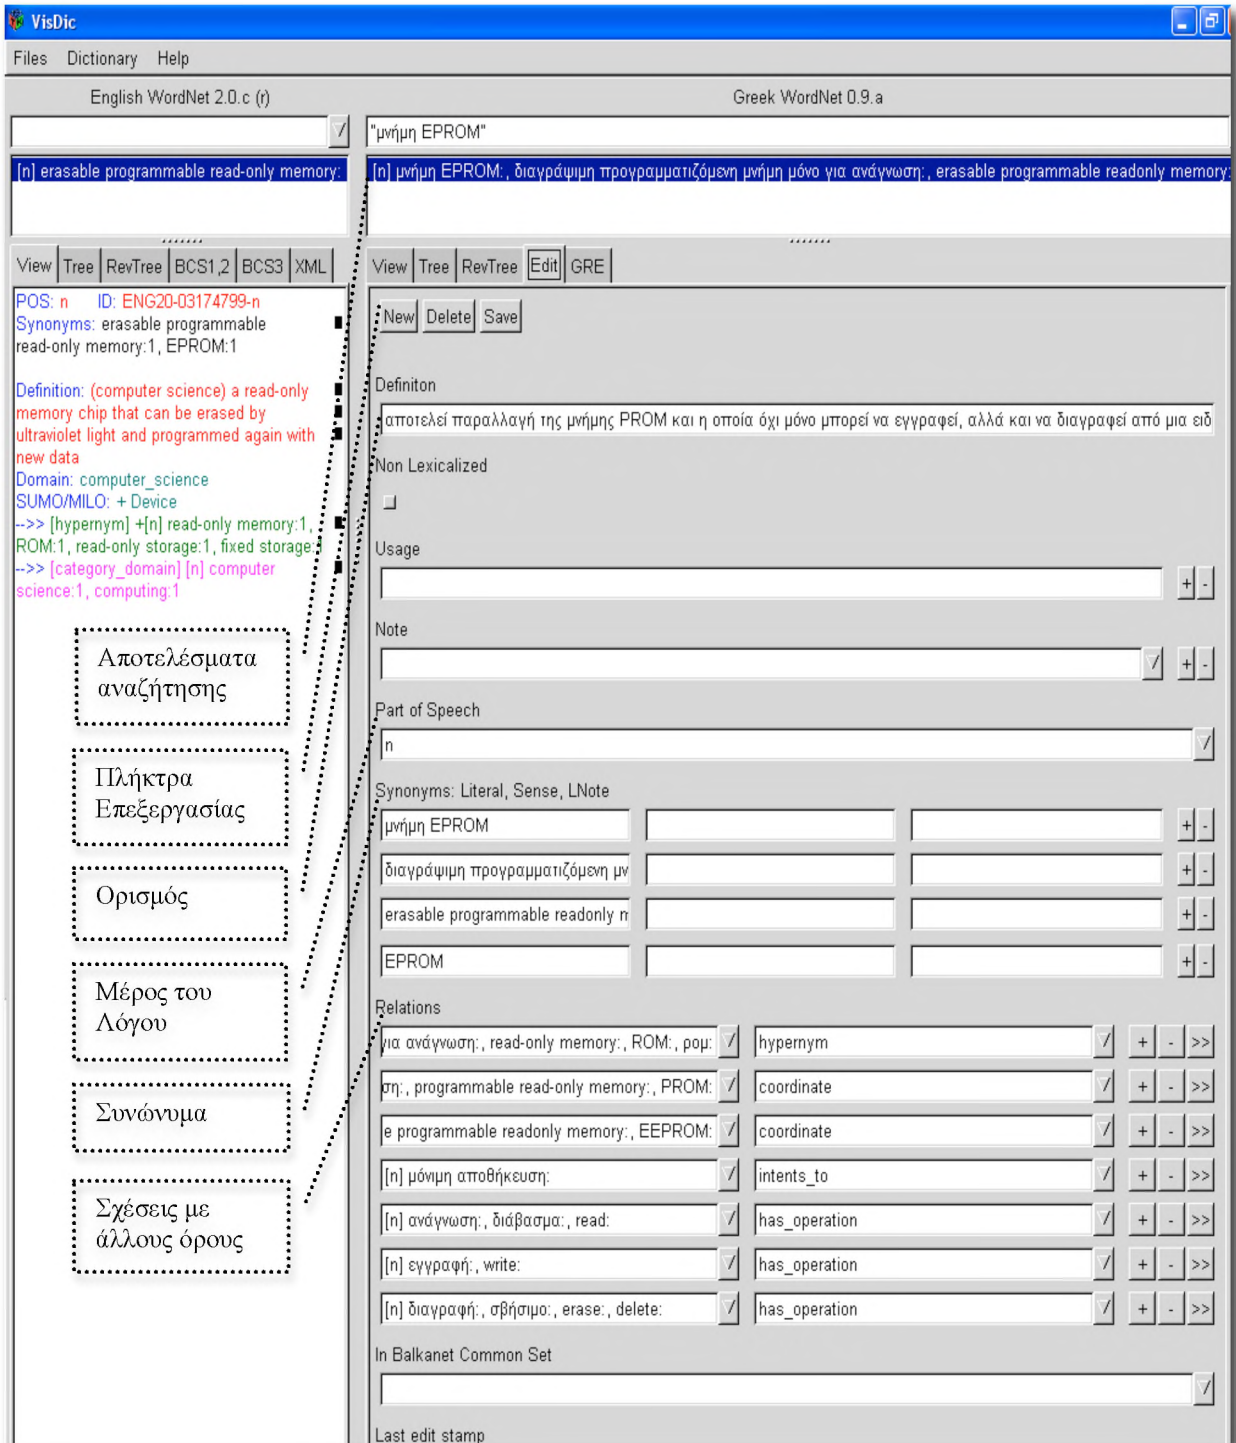 VisDic
Files Dictionary Help
English WordNet 2.0.c (r)
Greek WordNet 0.9.a
"μνήμη EPROM"
[n] erasable programmable read-only memory:
[n] μνήμη EPROM:, διαγράψιμη προγραμματιζόμενη μνήμη μόνο για ανάγνωση:, erasable programmable readonly memory:
View Tree RevTree BCS1,2 BCS3 XML
View Tree RevTree Edit GRE
POS: n ID: ENG20-03174799-n
Synonyms: erasable programmable
read-only memory:1, EPROM:1
Definition: (computer science) a read-only
memory chip that can be erased by
ultraviolet light and programmed again with
new data
Domain: computer_science
SUMO/MILO: + Device
-->> [hypernym] +[n] read-only memory:1,
ROM:1, read-only storage:1, fixed storage:1
-->> [category_domain] [n] computer
science:1, computing:1
Αποτελέσματα
αναζήτησης
Πλήκτρα
Επεξεργασίας
Ορισμός
Μέρος του
Λόγου
Συνώνυμα
Σχέσεις με
άλλους όρους
New Delete Save
Definiton
αποτελεί παραλλαγή της μνήμης PROM και η οποία όχι μόνο μπορεί να εγγραφεί, αλλά και να διαγραφεί από μια ειδ
Non Lexicalized
Usage
+ -
Note
+ -
Part of Speech
n
Synonyms: Literal, Sense, LNote
μνήμη EPROM + -
διαγράψιμη προγραμματιζόμενη μν + -
erasable programmable readonly m + -
EPROM + -
Relations
για ανάγνωση:, read-only memory:, ROM:, ρομ: hypernym + - >>
ση:, programmable read-only memory:, PROM: coordinate + - >>
e programmable readonly memory:, EEPROM: coordinate + - >>
[n] μόνιμη αποθήκευση: intents_to + - >>
[n] ανάγνωση:, διάβασμα:, read: has_operation + - >>
[n] εγγραφή:, write: has_operation + - >>
[n] διαγραφή:, σβήσιμο:, erase:, delete: has_operation + - >>
In Balkanet Common Set
Last edit stamp